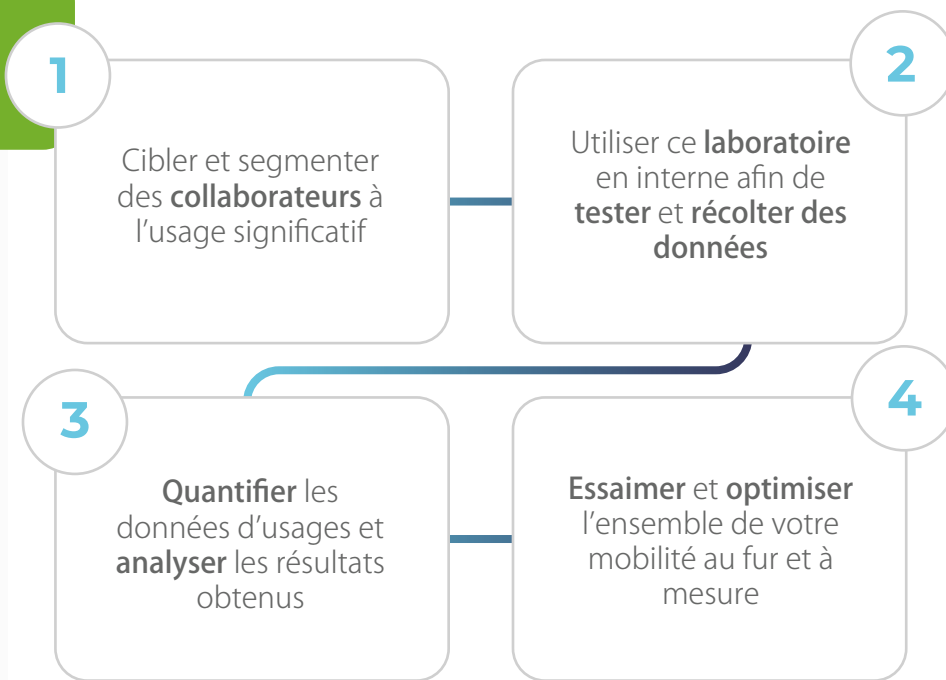 1
Cibler et segmenter
des collaborateurs à
l'usage significatif
2
Utiliser ce laboratoire
en interne afin de
tester et récolter des
données
3
Quantifier les
données d'usages et
analyser les résultats
obtenus
4
Essaimer et optimiser
l'ensemble de votre
mobilité au fur et à
mesure